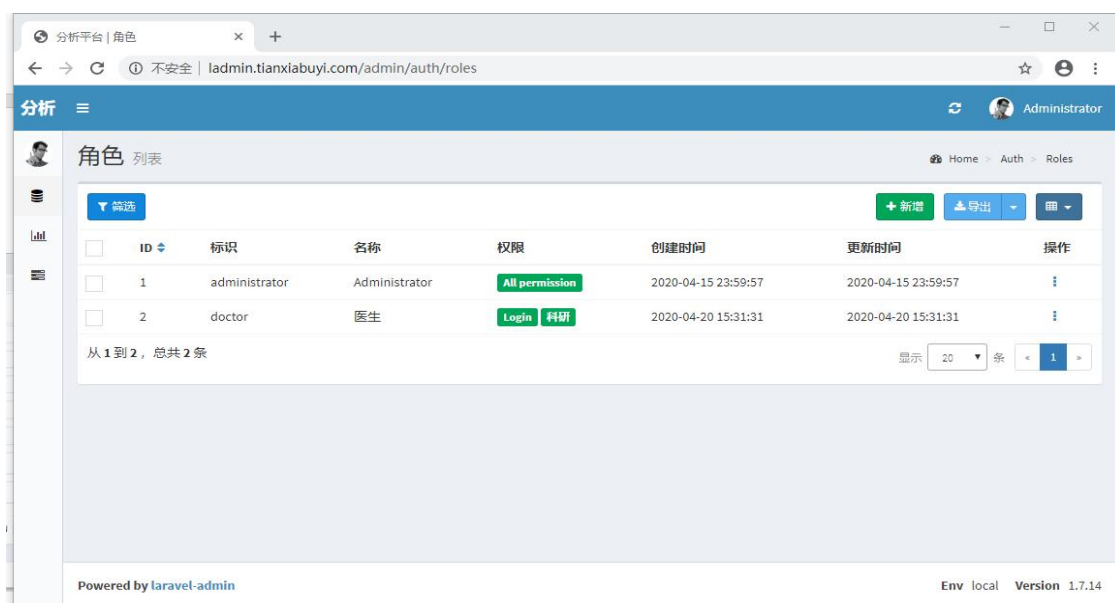 分析平台 | 角色
不安全 | ladmin.tianxiabuyi.com/admin/auth/roles
分析 Administrator
角色 列表 Home > Auth > Roles
筛选 新增 导出
ID 标识 名称 权限 创建时间 更新时间 操作
1 administrator Administrator All permission 2020-04-15 23:59:57 2020-04-15 23:59:57
2 doctor 医生 Login 科研 2020-04-20 15:31:31 2020-04-20 15:31:31
从 1 到 2 ，总共 2 条 显示 20 条 « 1 »
Powered by laravel-admin Env local Version 1.7.14